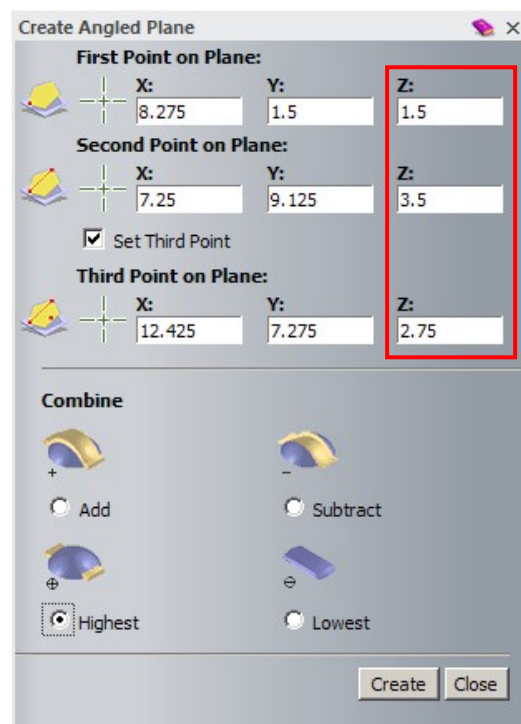 Create Angled Plane
First Point on Plane:
X: Y: Z:
8.275 1.5 1.5
Second Point on Plane:
X: Y: Z:
7.25 9.125 3.5
Set Third Point
Third Point on Plane:
X: Y: Z:
12.425 7.275 2.75
Combine
Add Subtract
Highest Lowest
Create Close